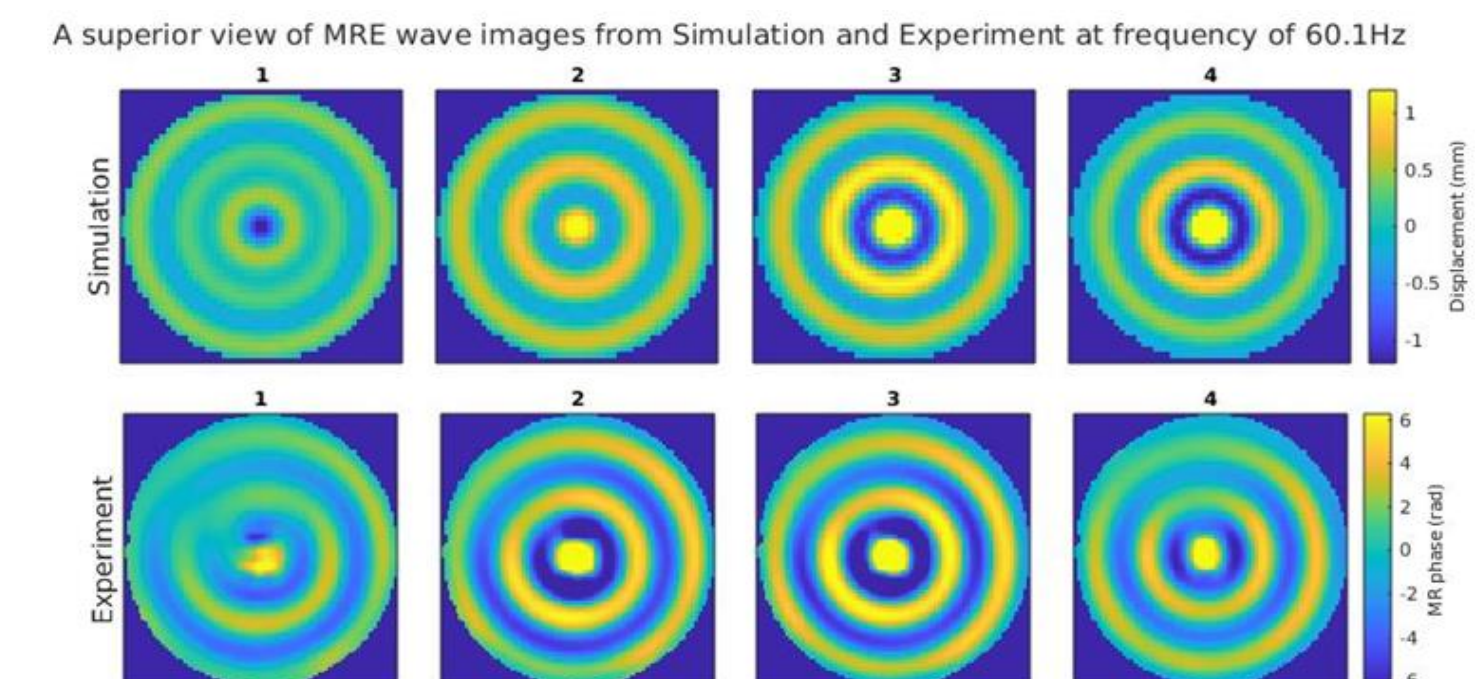 A superior view of MRE wave images from Simulation and Experiment at frequency of 60.1Hz
1 2 3 4
Simulation
1
0.5
0
-0.5
-1
Displacement (mm)
1 2 3 4
Experiment
6
4
2
0
-2
-4
-6
MR phase (rad)